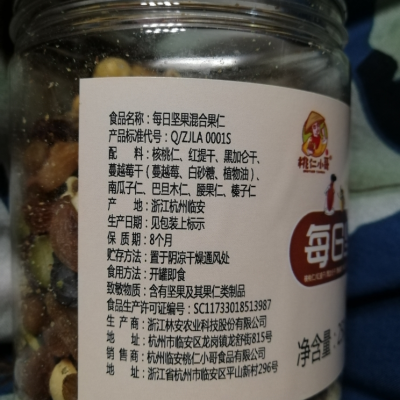 食品名称：每日坚果混合果仁
产品标准代号：Q/ZJLA 0001S
配　料：核桃仁、红提干、黑加仑干、
蔓越莓干（蔓越莓、白砂糖、植物油）、
南瓜子仁、巴旦木仁、腰果仁、榛子仁
产　地：浙江杭州临安
生产日期：见包装上标示
保 质 期：8个月
贮存方法：置于阴凉干燥通风处
食用方法：开罐即食
致敏物质：含有坚果及其果仁类制品
食品生产许可证编号：SC11733018513987
生 产 商：浙江林安农业科技股份有限公司
地　址：杭州市临安区龙岗镇龙舒街815号
销 售 商：杭州临安桃仁小哥食品有限公司
地　址：浙江省杭州市临安区平山新村296号
桃仁小哥
每日
净含量：